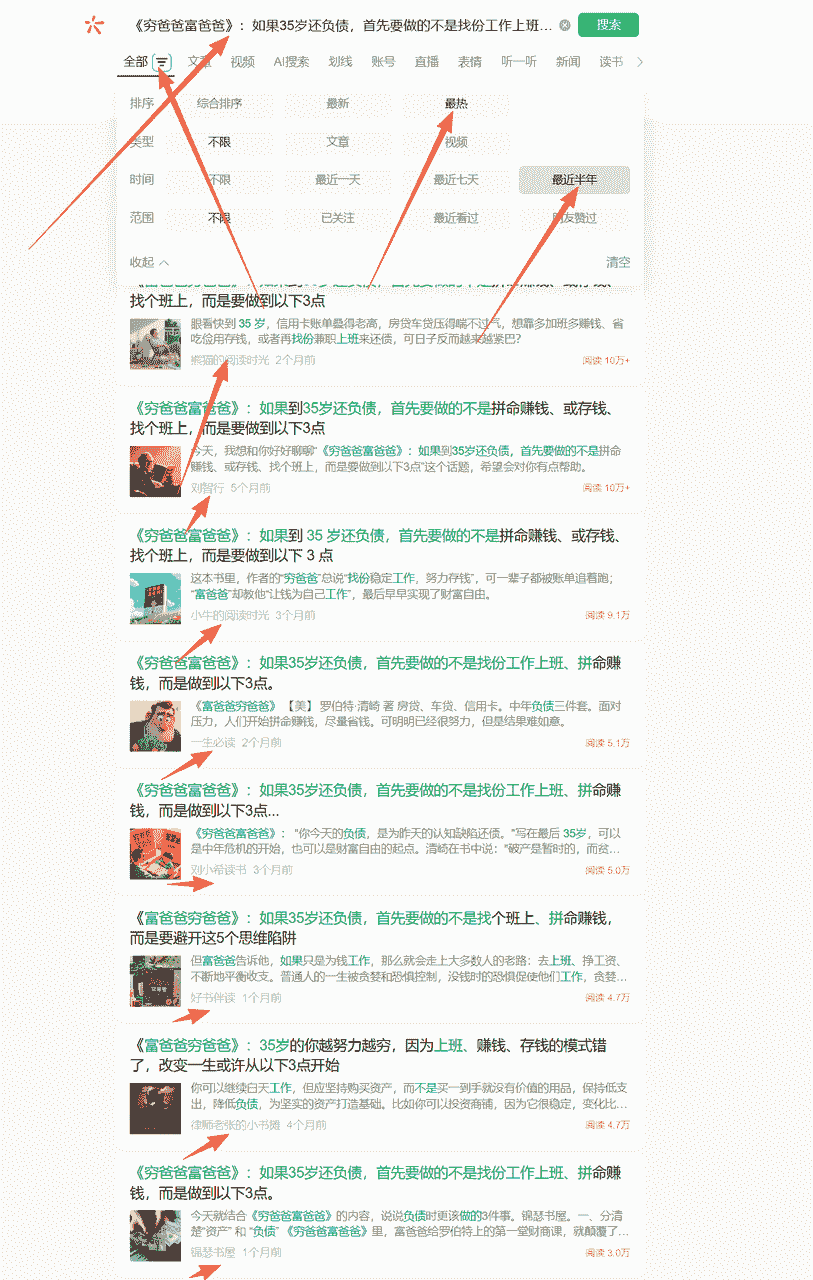 《穷爸爸富爸爸》：如果35岁还负债，首先要做的不是找份工作上班...
搜索
全部 文章 视频 AI搜索 划线 账号 直播 表情 听一听 新闻 读书
排序 综合排序 最新 最热
类型 不限 文章 视频
时间 不限 最近一天 最近七天 最近半年
范围 不限 已关注 最近看过 朋友赞过
收起 清空
找个班上，而是要做到以下3点
眼看快到 35 岁，信用卡账单叠得老高，房贷车贷压得喘不过气，想靠多加班多赚钱、省
吃俭用存钱，或者再找份兼职上班来还债，可日子反而越来越紧巴？
熊猫的阅读时光 2个月前 阅读 10万+
《穷爸爸富爸爸》：如果到35岁还负债，首先要做的不是拼命赚钱、或存钱、
找个班上，而是要做到以下3点
今天，我想和你好好聊聊“《穷爸爸富爸爸》：如果到35岁还负债，首先要做的不是拼命
赚钱、或存钱、找个班上，而是要做到以下3点”这个话题，希望会对你有点帮助。
刘智行 5个月前 阅读 10万+
《穷爸爸富爸爸》：如果到 35 岁还负债，首先要做的不是拼命赚钱、或存钱、
找个班上，而是要做到以下 3 点
这本书里，作者的“穷爸爸”总说“找份稳定工作，努力存钱”，可一辈子都被账单追着跑；
“富爸爸”却教他“让钱为自己工作”，最后早早实现了财富自由。
小牛的阅读时光 3个月前 阅读 9.1万
《穷爸爸富爸爸》：如果35岁还负债，首先要做的不是找份工作上班、拼命赚
钱，而是做到以下3点。
《富爸爸穷爸爸》【美】 罗伯特·清崎 著 房贷、车贷、信用卡。中年负债三件套。面对
压力，人们开始拼命赚钱，尽量省钱。可明明已经很努力，但是结果难如意。
一生必读 2个月前 阅读 5.1万
《穷爸爸富爸爸》：如果35岁还负债，首先要做的不是找份工作上班、拼命赚
钱，而是做到以下3点...
《穷爸爸富爸爸》： “你今天的负债，是为昨天的认知缺陷还债。”写在最后 35岁，可以
是中年危机的开始，也可以是财富自由的起点。清崎在书中说：“破产是暂时的，而贫...
刘小希读书 3个月前 阅读 5.0万
《富爸爸穷爸爸》：如果35岁还负债，首先要做的不是找个班上、拼命赚钱，
而是要避开这5个思维陷阱
但富爸爸告诉他，如果只是为钱工作，那么就会走上大多数人的老路：去上班、挣工资、
不断地平衡收支。普通人的一生被贪婪和恐惧控制，没钱时的恐惧促使他们工作，贪婪...
好书伴读 1个月前 阅读 4.7万
《富爸爸穷爸爸》：35岁的你越努力越穷，因为上班、赚钱、存钱的模式错
了，改变一生或许从以下3点开始
你可以继续白天工作，但应坚持购买资产，而不是买一到手就没有价值的用品，保持低支
出，降低负债，为坚实的资产打造基础。比如你可以投资商铺，因为它很稳定，变化比...
律师老张的小书摊 4个月前 阅读 4.7万
《穷爸爸富爸爸》：如果35岁还负债，首先要做的不是找份工作上班、拼命赚
钱，而是做到以下3点。
今天就结合《穷爸爸富爸爸》的内容，说说负债时更该做的3件事。锦瑟书屋。一、分清
楚“资产” 和 “负债” 《穷爸爸富爸爸》里，富爸爸给罗伯特上的第一堂财商课，就颠覆了...
锦瑟书屋 1个月前 阅读 3.0万